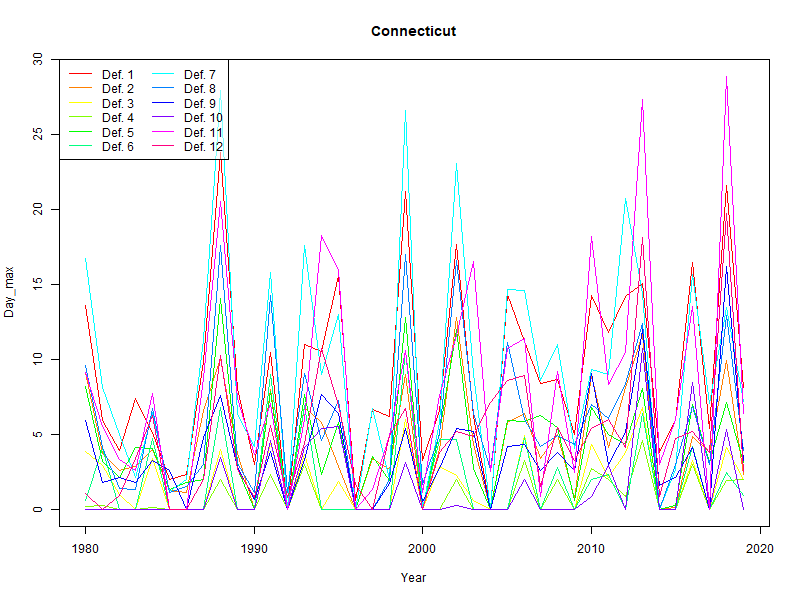 Connecticut
Def. 1 Def. 7
Def. 2 Def. 8
Def. 3 Def. 9
Def. 4 Def. 10
Def. 5 Def. 11
Def. 6 Def. 12
30
25
20
15
10
5
0
Day_max
1980 1990 2000 2010 2020
Year